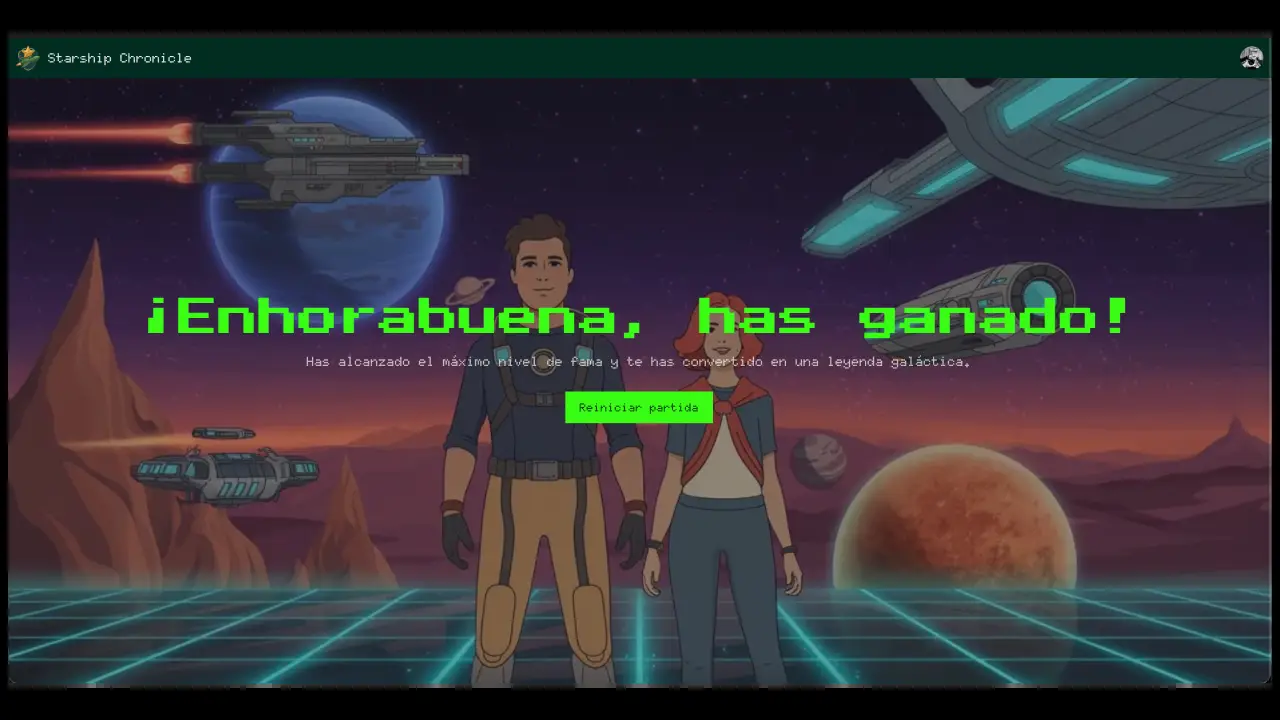 Starship Chronicle
¡Enhorabuena, has ganado!
Has alcanzado el máximo nivel de fama y te has convertido en una leyenda galáctica.
Reiniciar partida